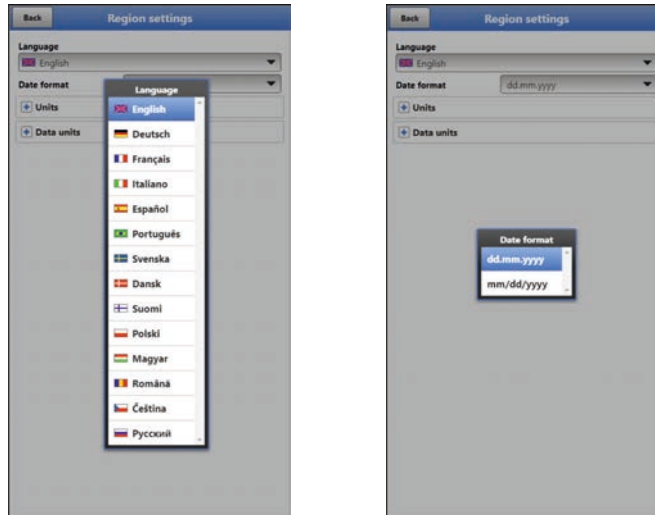 Back
Region settings
Language
English
Date format
Language
English
Units
Deutsch
Data units
Français
Italiano
Español
Português
Svenska
Dansk
Suomi
Polski
Magyar
Română
Čeština
Русский
Back
Region settings
Language
English
Date format
dd.mm.yyyy
Units
Data units
Date format
dd.mm.yyyy
mm/dd/yyyy